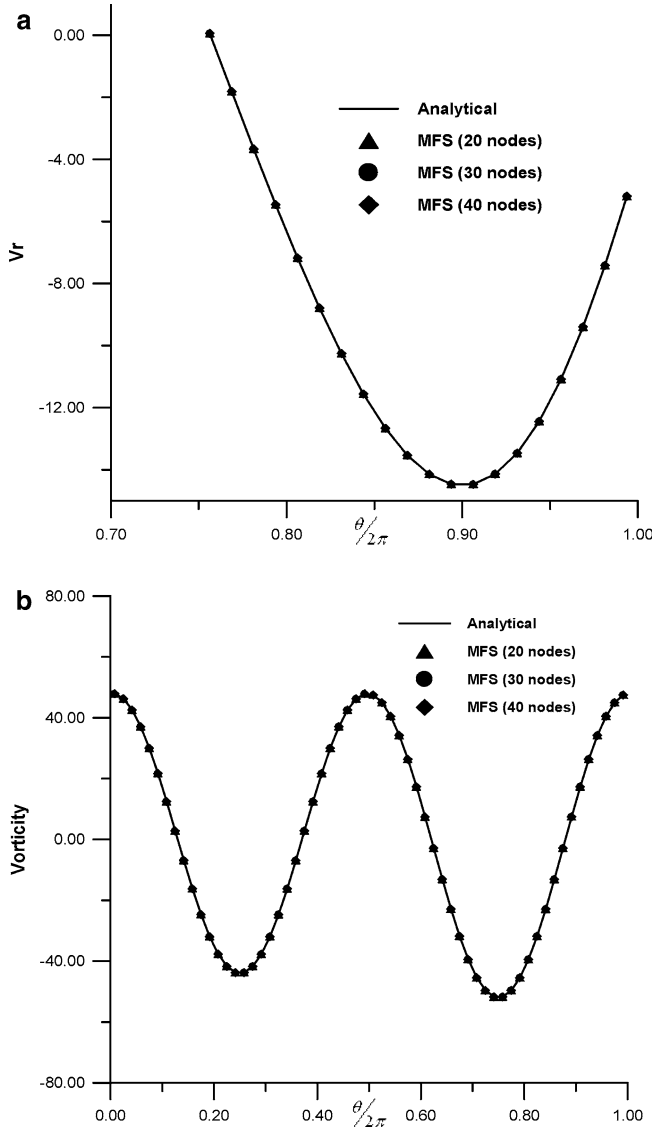 a
0.00
-4.00
-8.00
-12.00
Vr
Analytical
MFS (20 nodes)
MFS (30 nodes)
MFS (40 nodes)
0.70
0.80
0.90
1.00
θ/2π
b
80.00
40.00
0.00
-40.00
-80.00
Vorticity
Analytical
MFS (20 nodes)
MFS (30 nodes)
MFS (40 nodes)
0.00
0.20
0.40
0.60
0.80
1.00
θ/2π